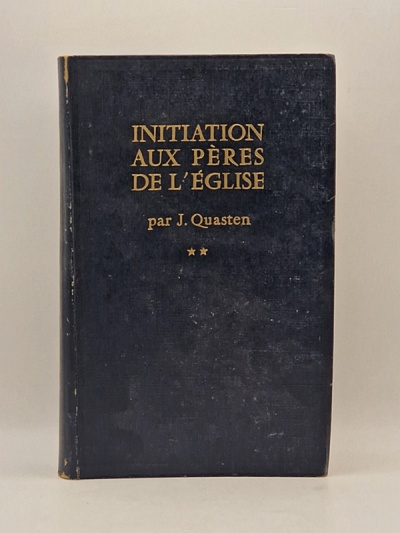 INITIATION
AUX PÈRES
DE L'ÉGLISE
par J. Quasten
★★